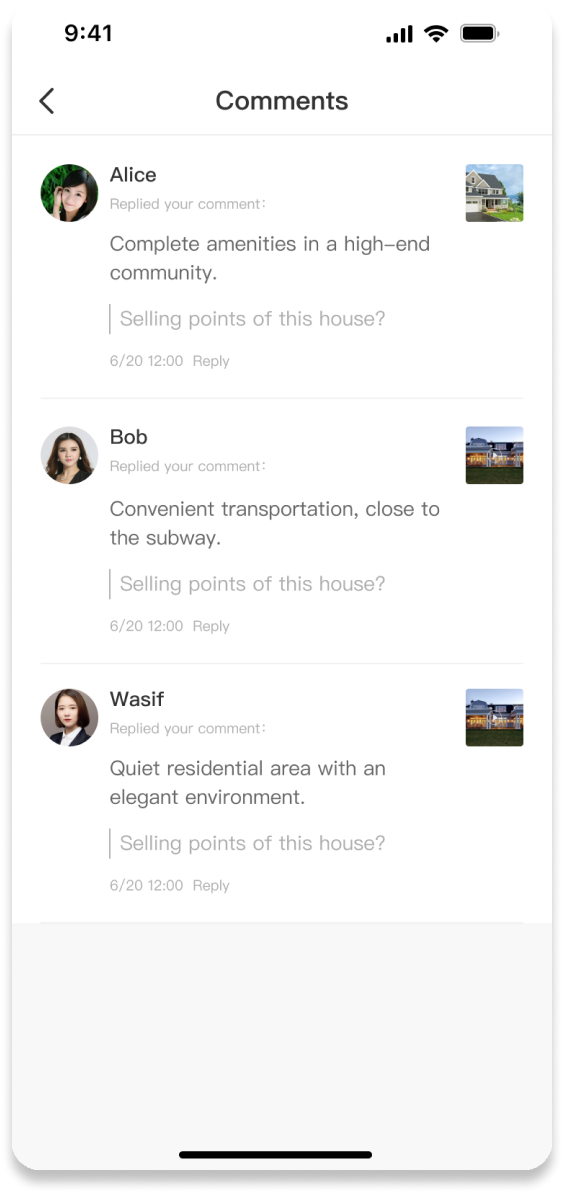 9:41
Comments
Alice
Replied your comment:
Complete amenities in a high-end
community.
Selling points of this house?
6/20 12:00 Reply
Bob
Replied your comment:
Convenient transportation, close to
the subway.
Selling points of this house?
6/20 12:00 Reply
Wasif
Replied your comment:
Quiet residential area with an
elegant environment.
Selling points of this house?
6/20 12:00 Reply